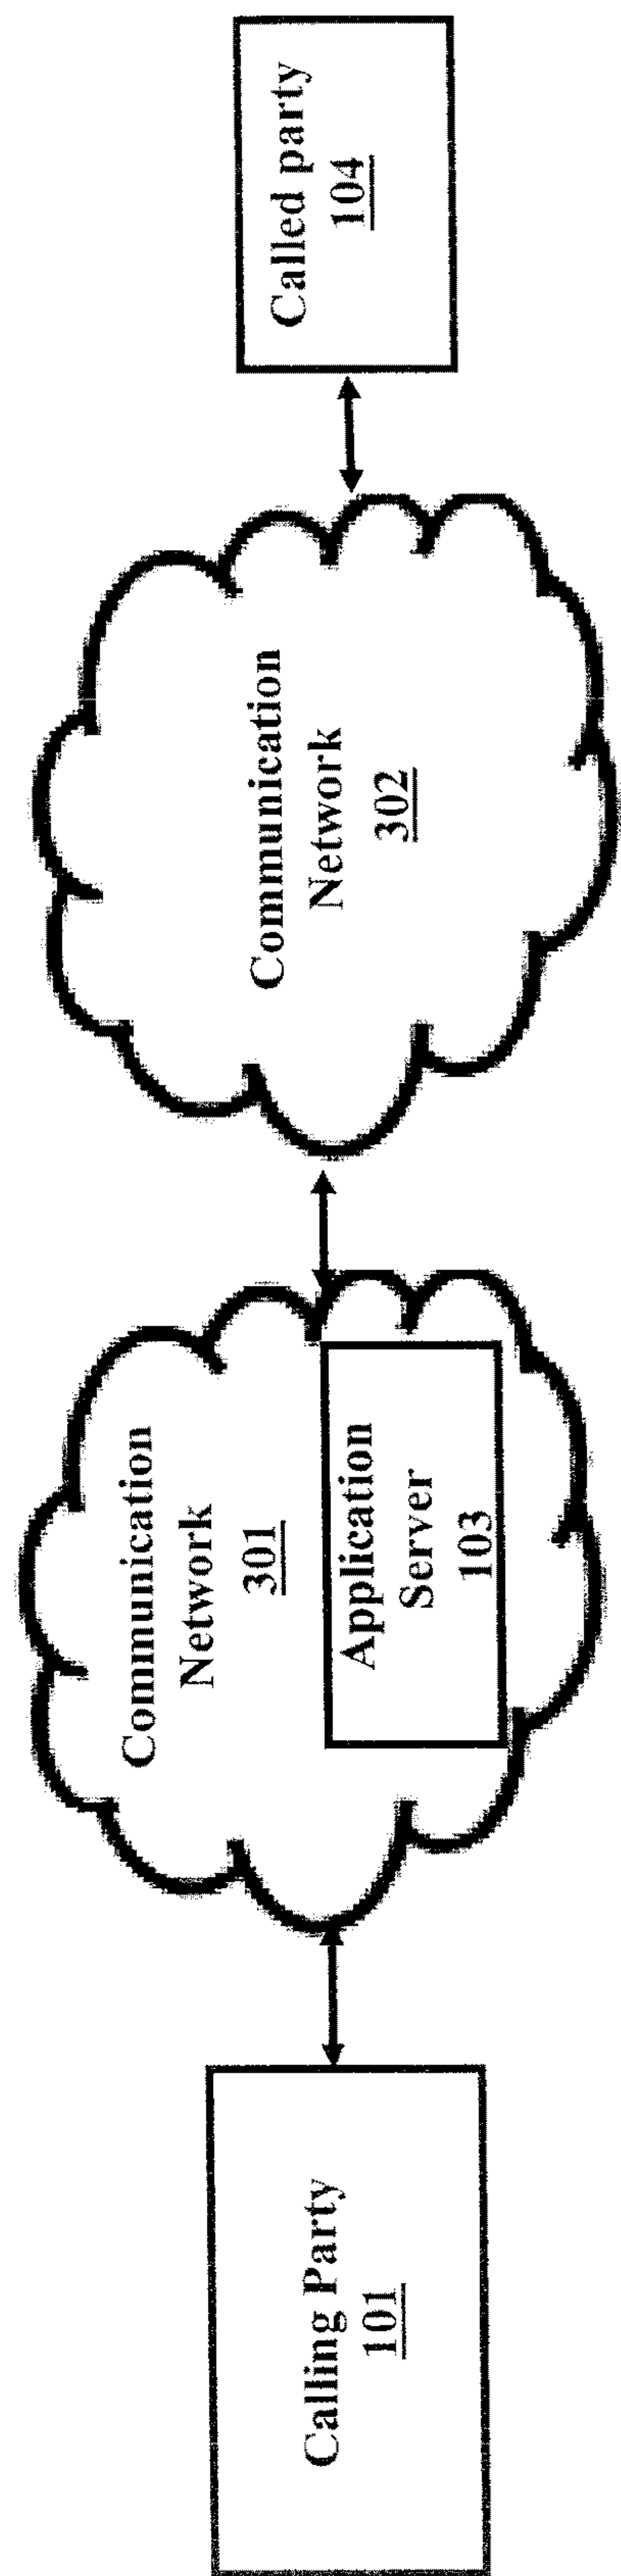 Calling Party
101
Communication
Network
301
Application
Server
103
Communication
Network
302
Called party
104